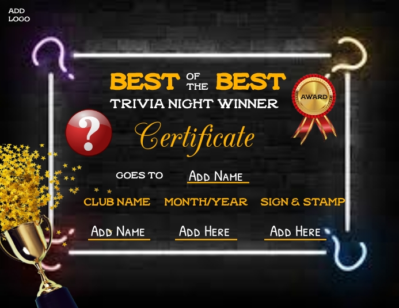 ADD
LOGO
BEST OF THE BEST
TRIVIA NIGHT WINNER
AWARD
?
Certificate
GOES TO ADD NAME
CLUB NAME MONTH/YEAR SIGN & STAMP
ADD NAME ADD HERE ADD HERE